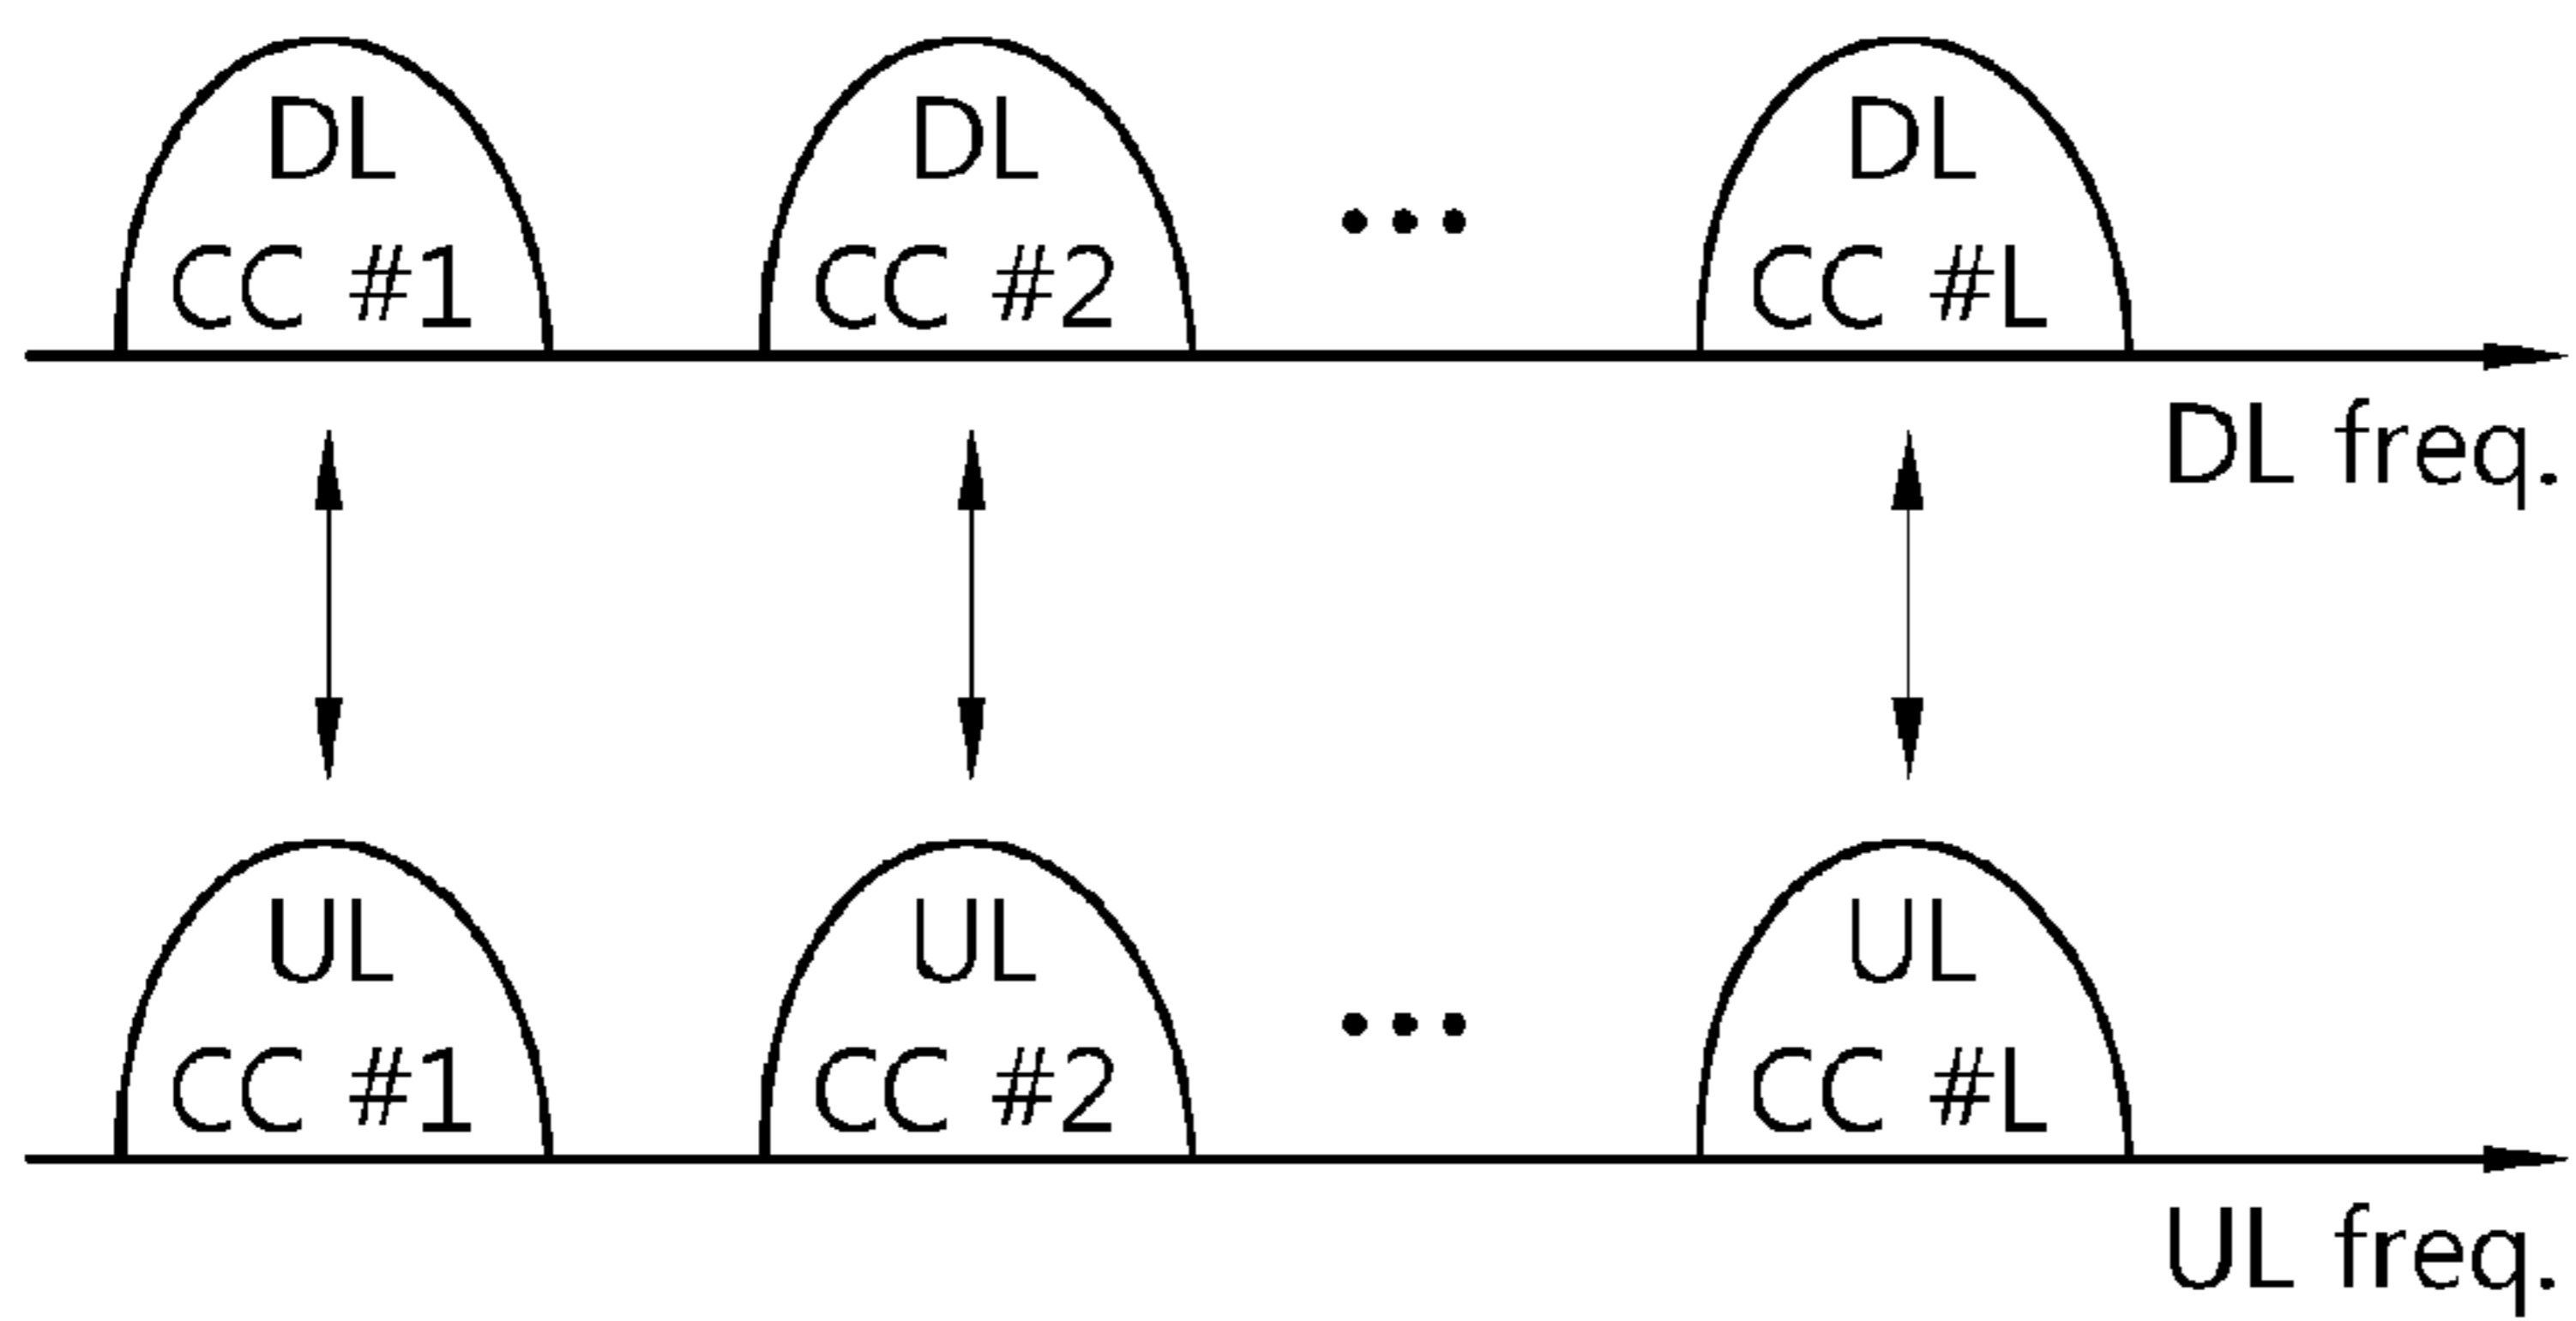 DL
CC #1
DL
CC #2
...
DL
CC #L
DL freq.
UL
CC #1
UL
CC #2
...
UL
CC #L
UL freq.